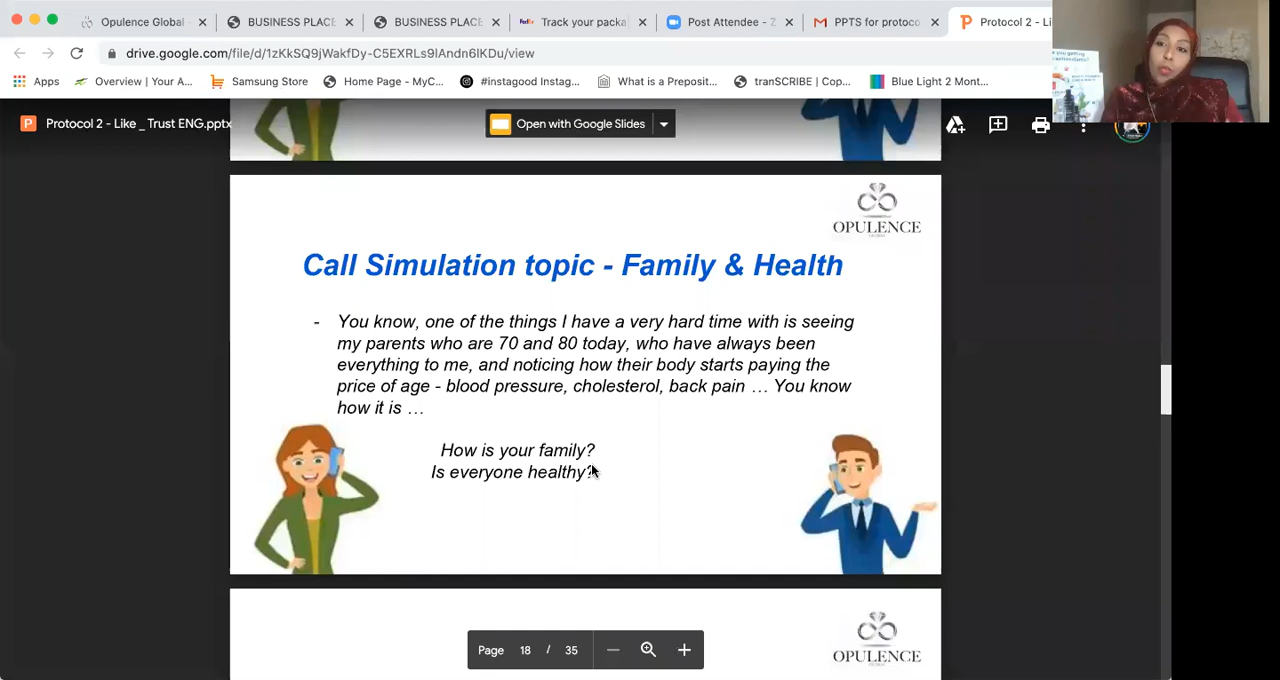 Opulence Global -
BUSINESS PLACE
BUSINESS PLACE
FedEx
Track your packa
Post Attendee - Z
PPTS for protoco
Protocol 2 - Li
drive.google.com/file/d/1zKkSQ9jWakfDy-C5EXRLs9IAndn6lKDu/view
Apps
Overview | Your A...
Samsung Store
Home Page - MyC...
#instagood Instag...
What is a Preposit...
tranSCRIBE | Cop...
Blue Light 2 Mont...
P
Protocol 2 - Like _ Trust ENG.pptx
Open with Google Slides
OPULENCE
Call Simulation topic - Family & Health
- You know, one of the things I have a very hard time with is seeing
my parents who are 70 and 80 today, who have always been
everything to me, and noticing how their body starts paying the
price of age - blood pressure, cholesterol, back pain … You know
how it is …
How is your family?
Is everyone healthy?
OPULENCE
Page 18 / 35